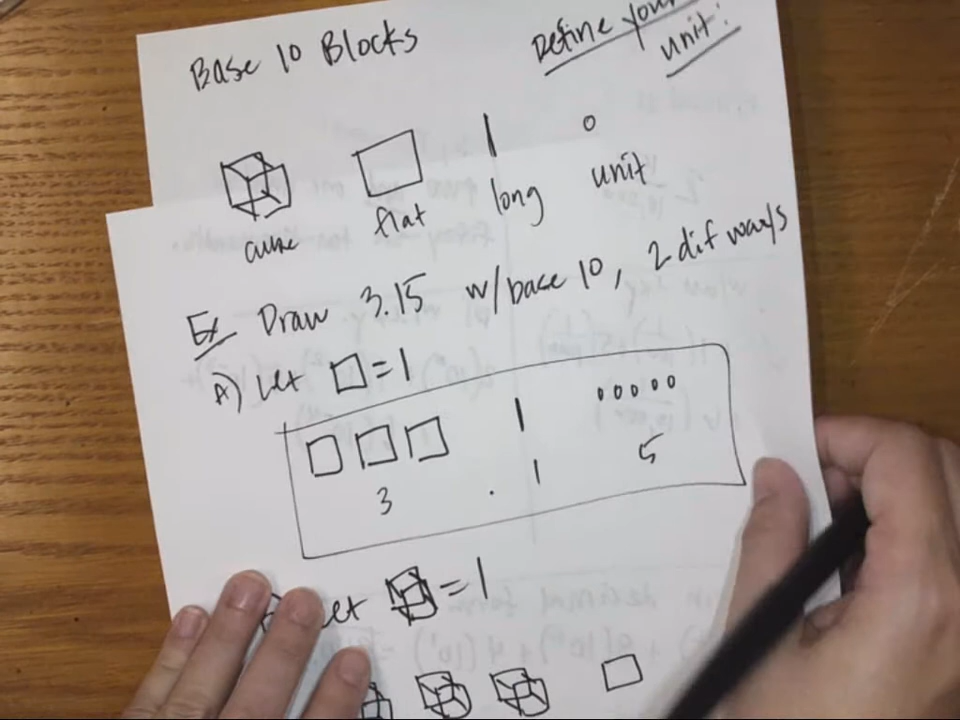 Base 10 Blocks
Define your unit:
cube flat long unit
Ex Draw 3.15 w/base 10, 2 dif ways
A) Let □ = 1
3 . 1 5
Let = 1